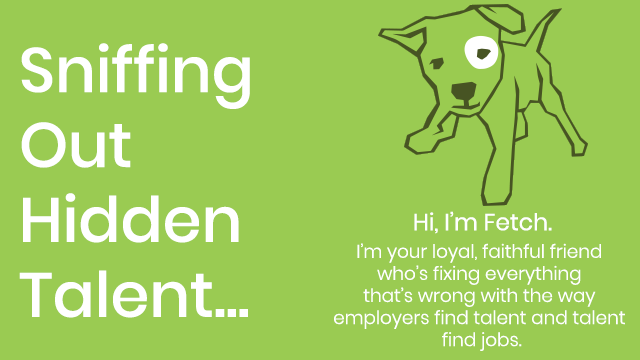 Sniffing
Out
Hidden
Talent...
Hi, I’m Fetch.
I'm your loyal, faithful friend
who's fixing everything
that's wrong with the way
employers find talent and talent
find jobs.